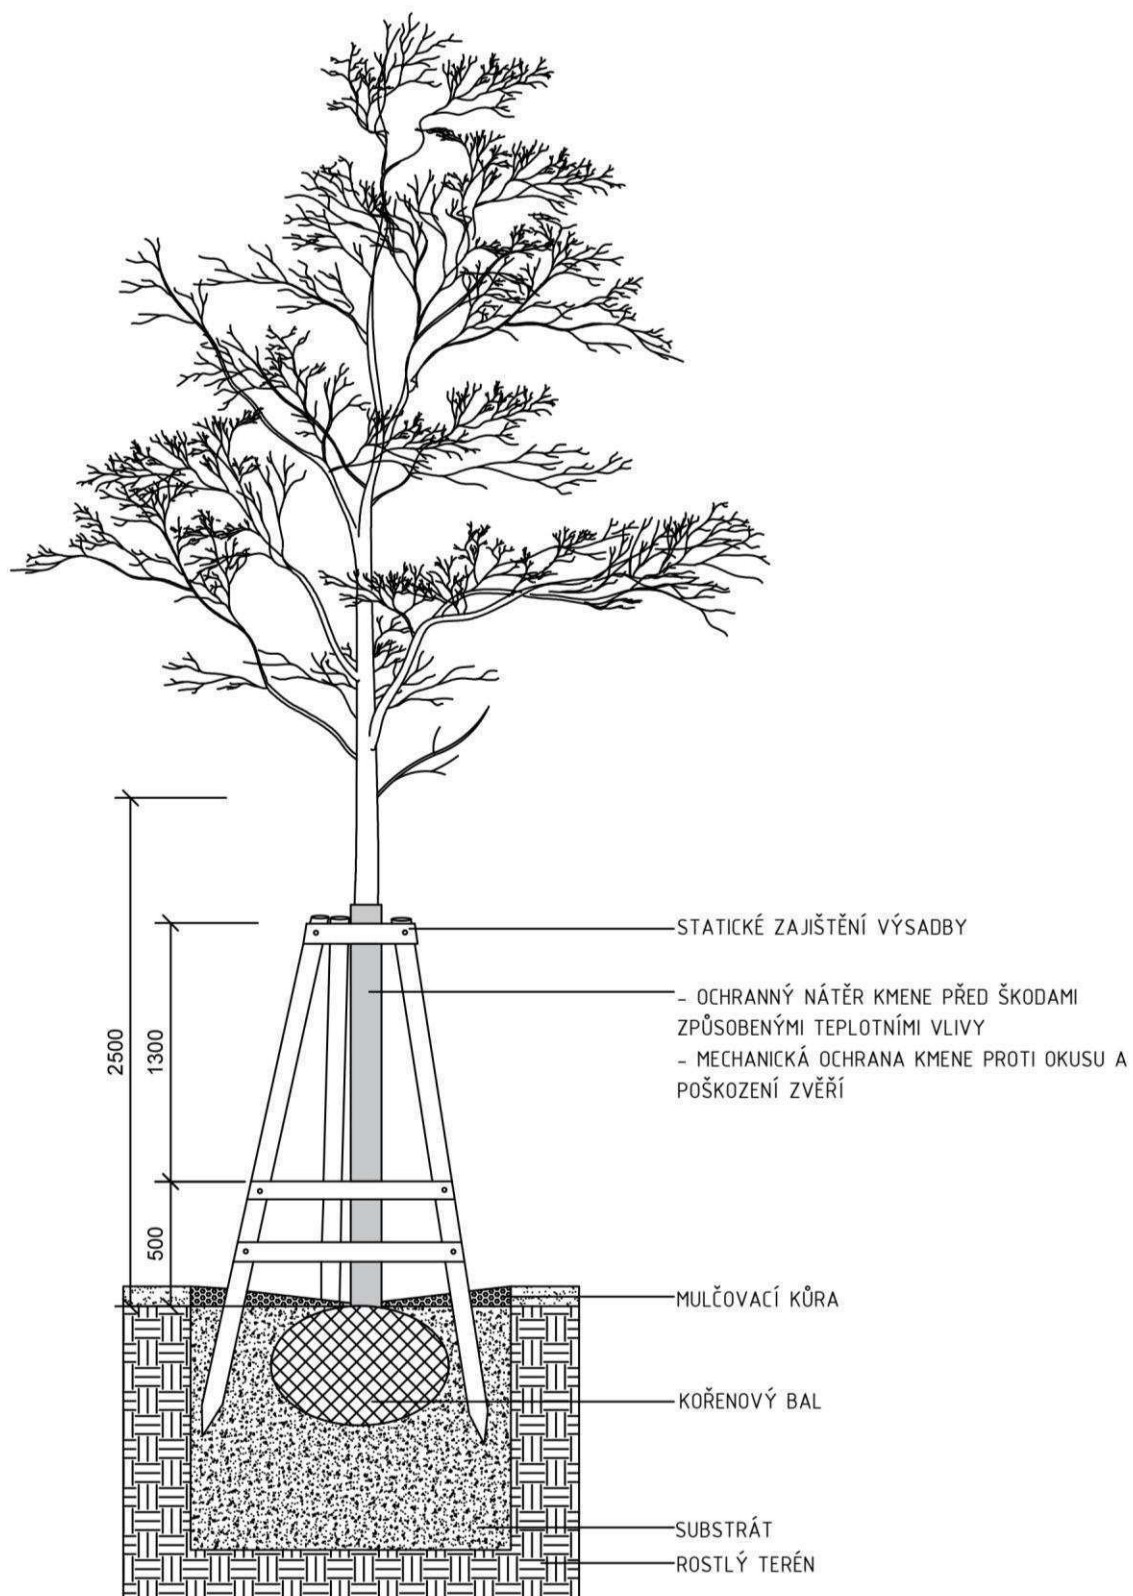 STATICKÉ ZAJIŠTĚNÍ VÝSADBY
- OCHRANNÝ NÁTĚR KMENE PŘED ŠKODAMI
ZPŮSOBENÝMI TEPLOTNÍMI VLIVY
- MECHANICKÁ OCHRANA KMENE PROTI OKUSU A
POŠKOZENÍ ZVĚŘÍ
2500
1300
500
MULČOVACÍ KŮRA
KOŘENOVÝ BAL
SUBSTRÁT
ROSTLÝ TERÉN